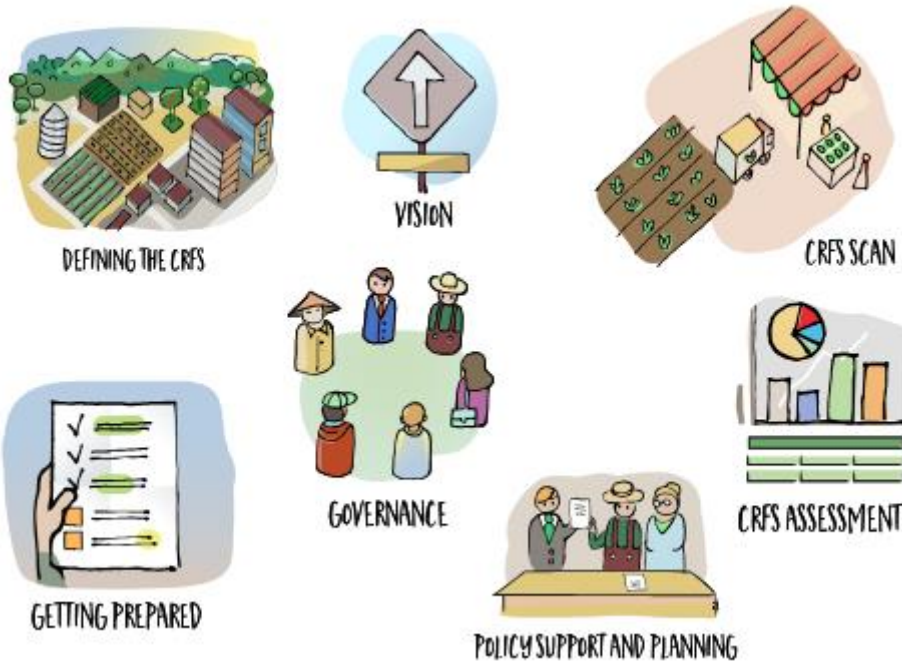 DEFINING THE CRFS
VISION
CRFS SCAN
GETTING PREPARED
GOVERNANCE
CRFS ASSESSMENT
POLICY SUPPORT AND PLANNING